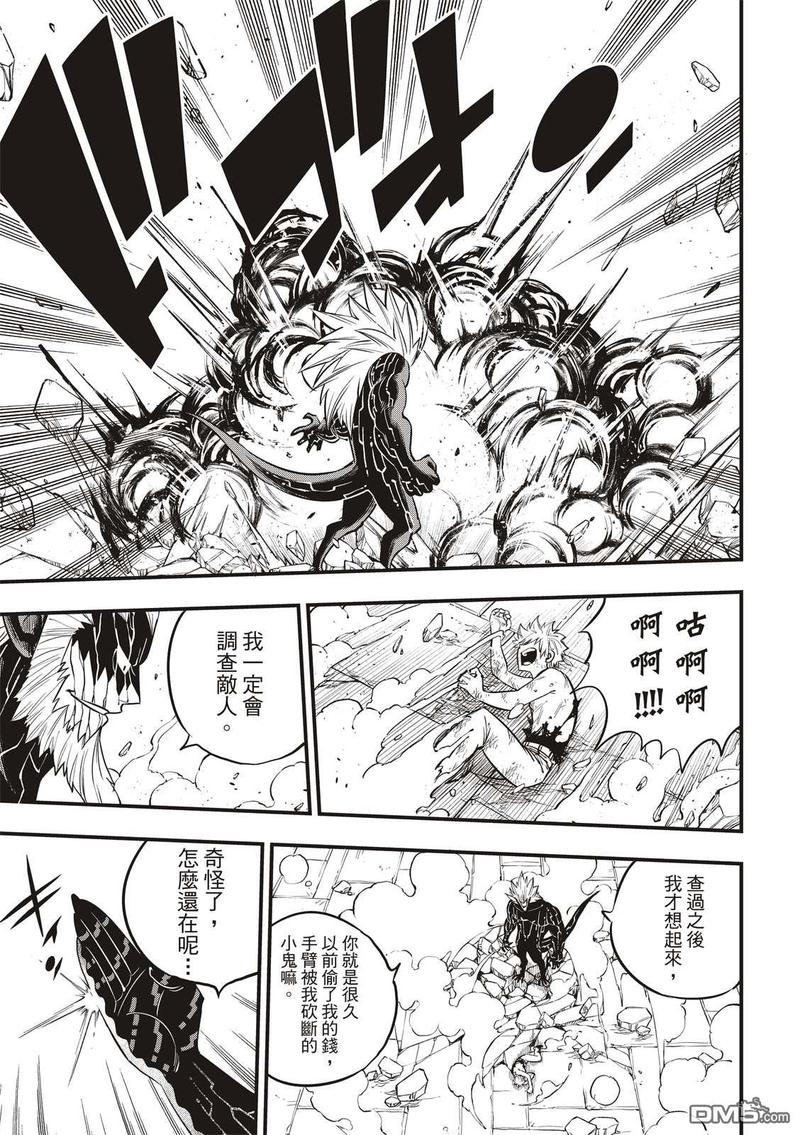 ドゴォ
咕啊啊
啊啊!!!!
我一定會
調查敵人。
查過之後
我才想起來，
你就是很久
以前偷了我的錢
手臂被我砍斷的
小鬼嘛。
奇怪了，
怎麼還在呢…
DM5.com